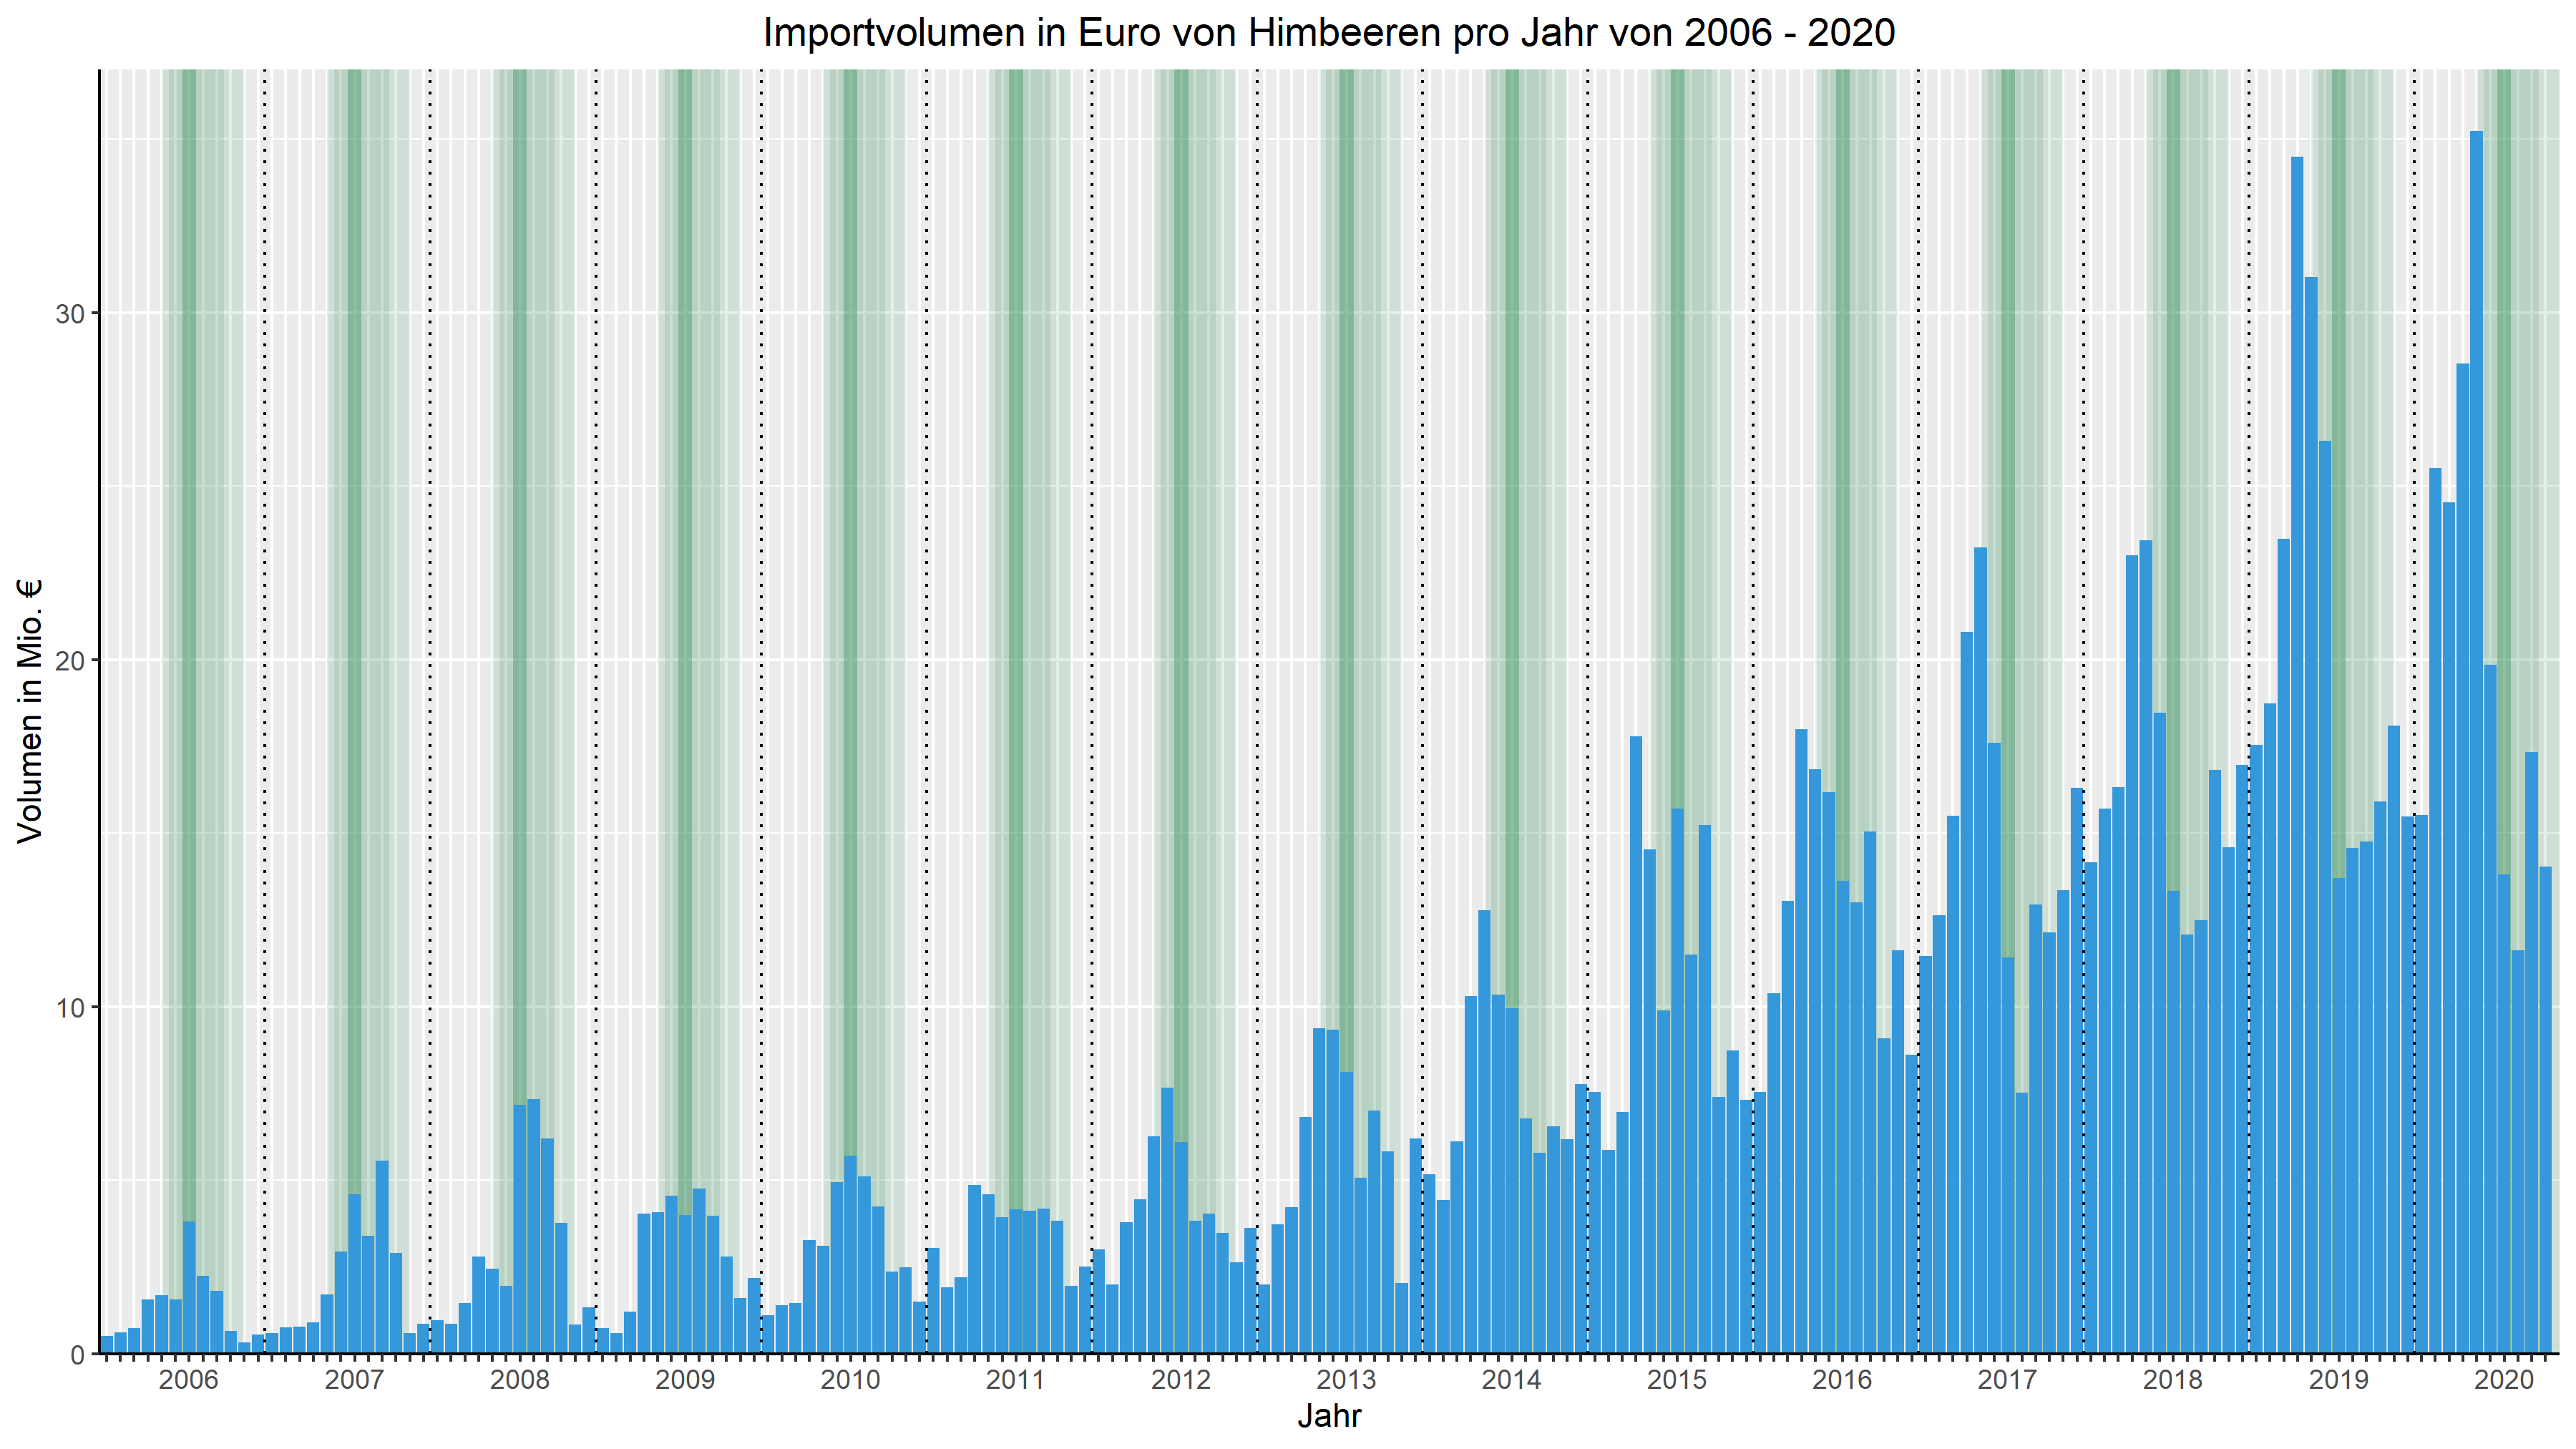 Importvolumen in Euro von Himbeeren pro Jahr von 2006 - 2020
Volumen in Mio. €
30
20
10
0
2006 2007 2008 2009 2010 2011 2012 2013 2014 2015 2016 2017 2018 2019 2020
Jahr